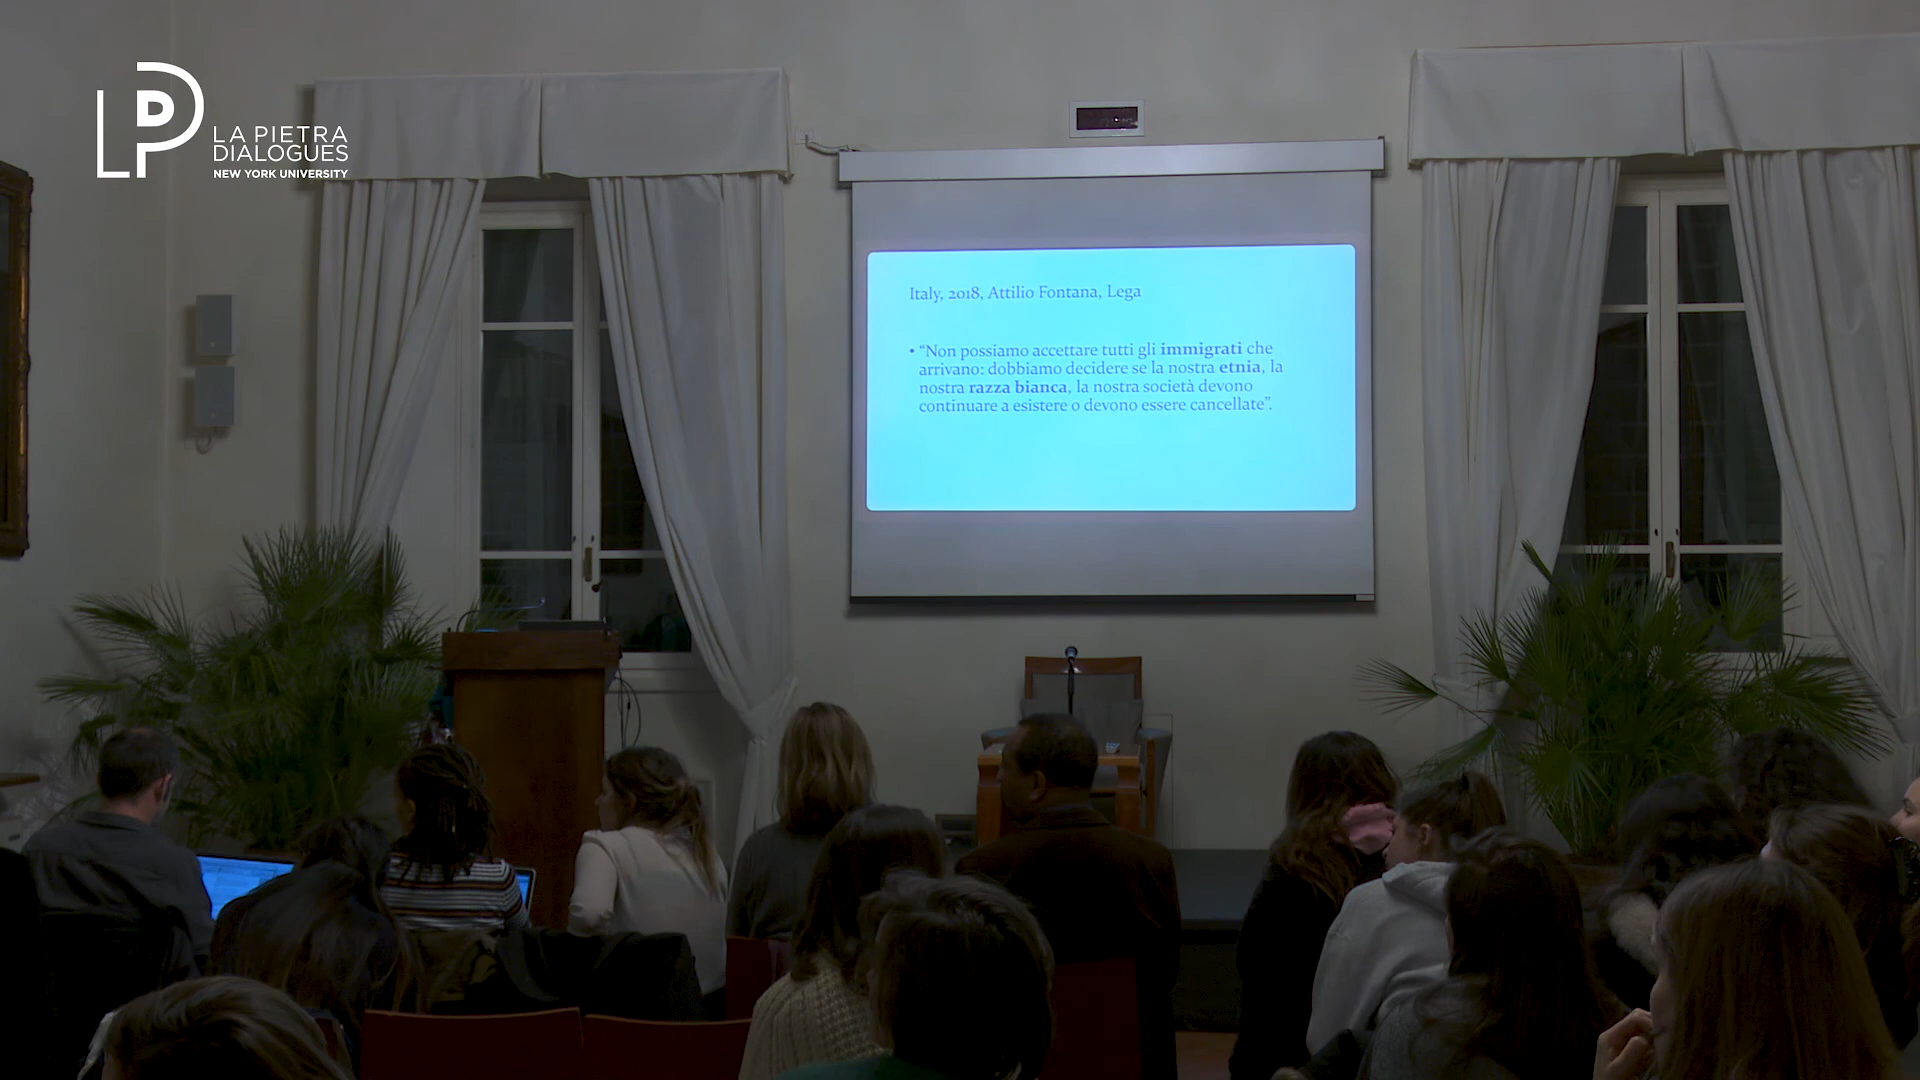 LA PIETRA
DIALOGUES
NEW YORK UNIVERSITY
Italy, 2018, Attilio Fontana, Lega
• “Non possiamo accettare tutti gli immigrati che
arrivano: dobbiamo decidere se la nostra etnia, la
nostra razza bianca, la nostra società devono
continuare a esistere o devono essere cancellate”.